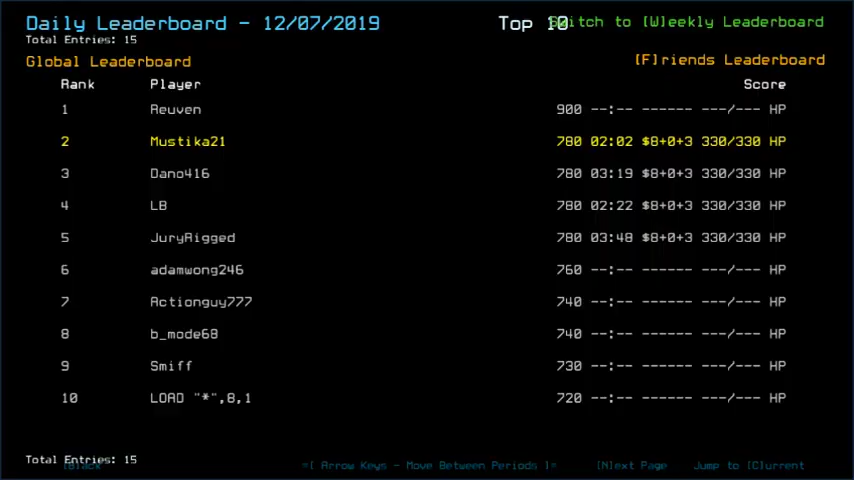 Daily Leaderboard - 12/07/2019 Top 10 Switch to [W]eekly Leaderboard
Total Entries: 15
Global Leaderboard [F]riends Leaderboard
Rank Player Score
1 Reuven 900 --:-- ------ ---/--- HP
2 Mustika21 780 02:02 $8+0+3 330/330 HP
3 Dano416 780 03:19 $8+0+3 330/330 HP
4 LB 780 02:22 $8+0+3 330/330 HP
5 JuryRigged 780 03:48 $8+0+3 330/330 HP
6 adamwong246 760 --:-- ------ ---/--- HP
7 Actionguy777 740 --:-- ------ ---/--- HP
8 b_mode68 740 --:-- ------ ---/--- HP
9 Smiff 730 --:-- ------ ---/--- HP
10 LOAD "*",8,1 720 --:-- ------ ---/--- HP
Total Entries: 15
[B]ack =[ Arrow Keys - Move Between Periods ]= [N]ext Page Jump to [C]urrent